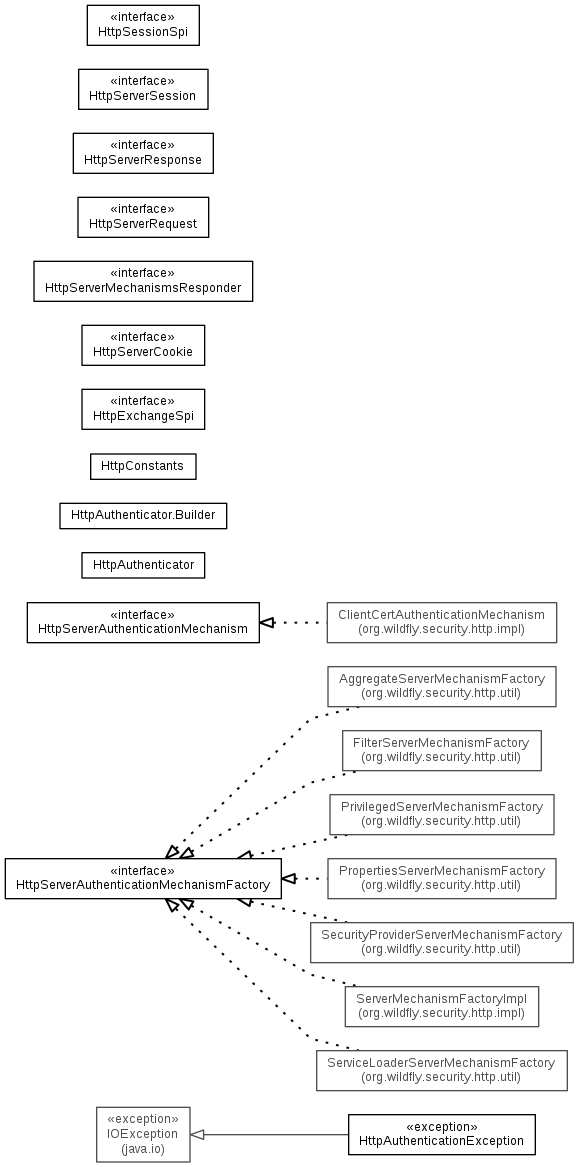 «interface»
HttpSessionSpi
«interface»
HttpServerSession
«interface»
HttpServerResponse
«interface»
HttpServerRequest
«interface»
HttpServerMechanismsResponder
«interface»
HttpServerCookie
«interface»
HttpExchangeSpi
HttpConstants
HttpAuthenticator.Builder
HttpAuthenticator
«interface»
HttpServerAuthenticationMechanism
ClientCertAuthenticationMechanism
(org.wildfly.security.http.impl)
AggregateServerMechanismFactory
(org.wildfly.security.http.util)
FilterServerMechanismFactory
(org.wildfly.security.http.util)
PrivilegedServerMechanismFactory
(org.wildfly.security.http.util)
«interface»
HttpServerAuthenticationMechanismFactory
PropertiesServerMechanismFactory
(org.wildfly.security.http.util)
SecurityProviderServerMechanismFactory
(org.wildfly.security.http.util)
ServerMechanismFactoryImpl
(org.wildfly.security.http.impl)
ServiceLoaderServerMechanismFactory
(org.wildfly.security.http.util)
«exception»
IOException
(java.io)
«exception»
HttpAuthenticationException